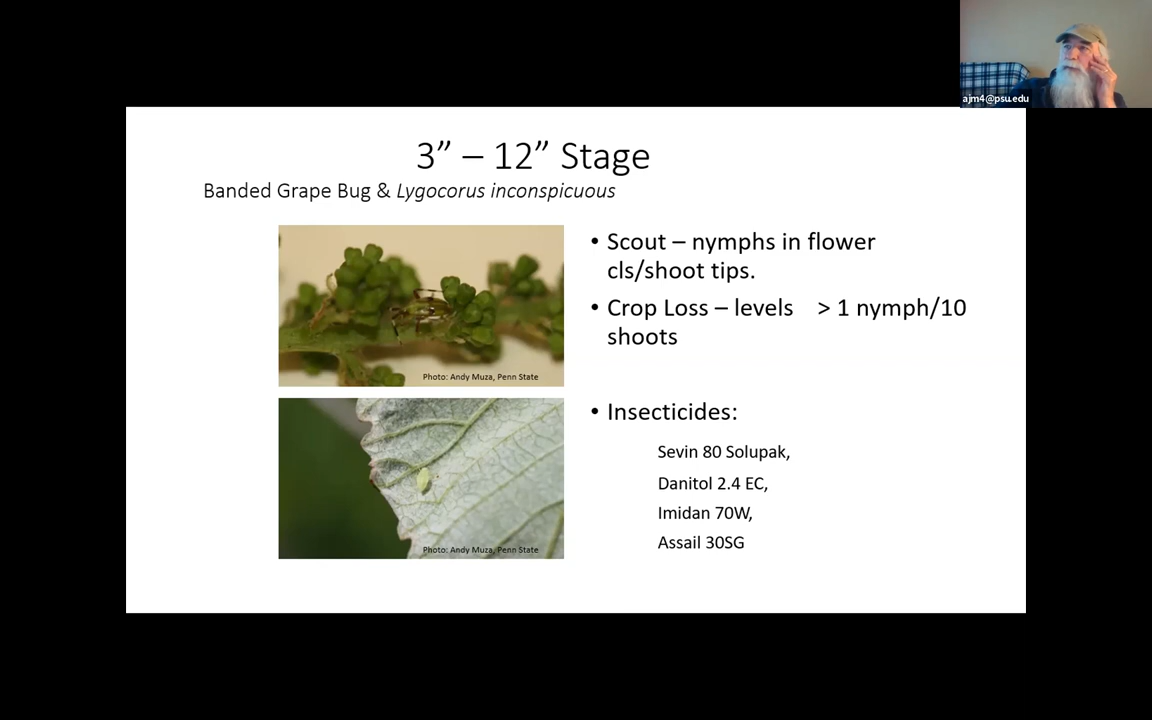 ajm4@psu.edu
3” – 12” Stage
Banded Grape Bug & Lygocorus inconspicuous
Photo: Andy Muza, Penn State
Photo: Andy Muza, Penn State
• Scout – nymphs in flower
cls/shoot tips.
• Crop Loss – levels > 1 nymph/10
shoots
• Insecticides:
Sevin 80 Solupak,
Danitol 2.4 EC,
Imidan 70W,
Assail 30SG